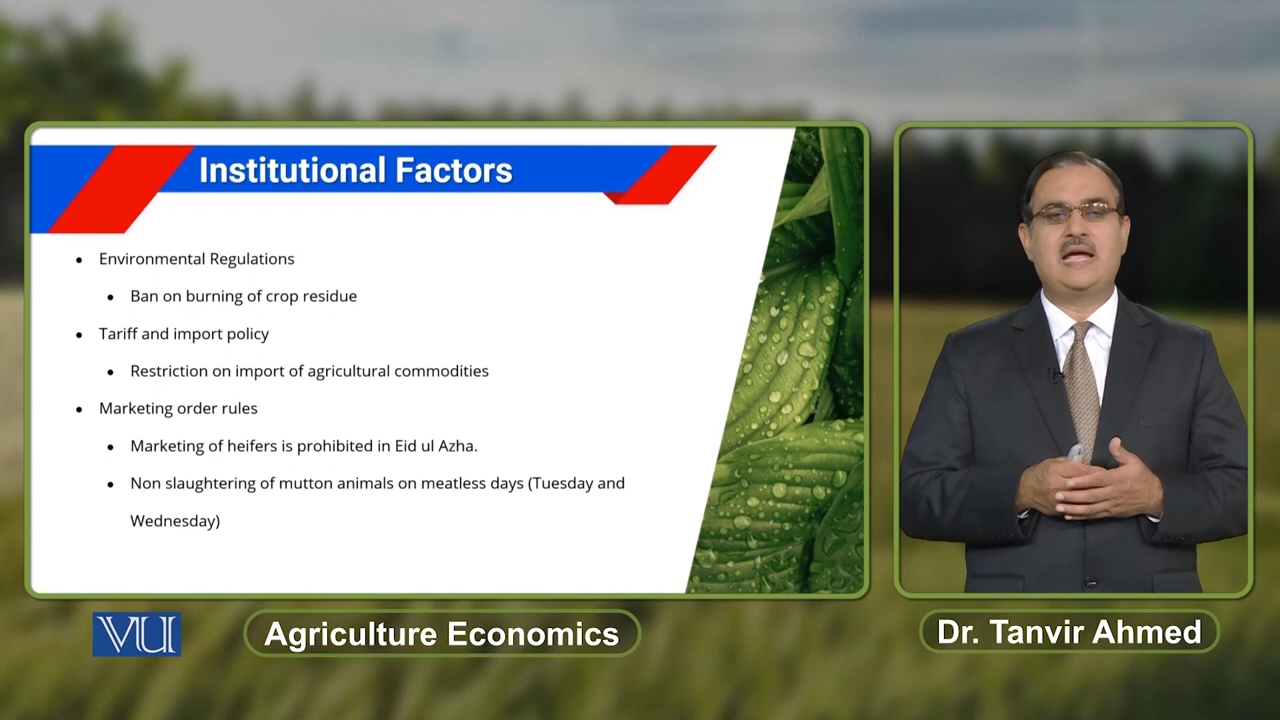 Institutional Factors
Environmental Regulations
Ban on burning of crop residue
Tariff and import policy
Restriction on import of agricultural commodities
Marketing order rules
Marketing of heifers is prohibited in Eid ul Azha.
Non slaughtering of mutton animals on meatless days (Tuesday and
Wednesday)
VU
Agriculture Economics
Dr. Tanvir Ahmed